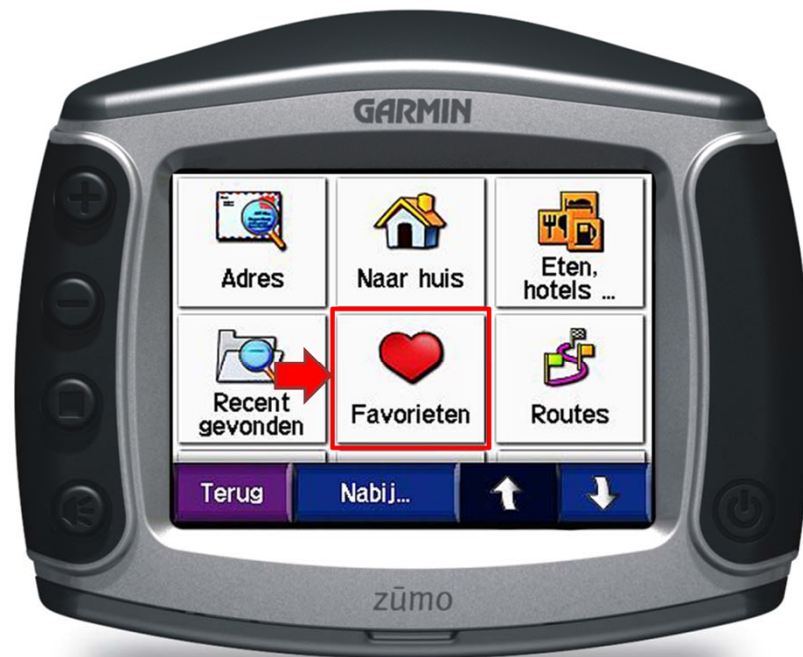 GARMIN
Adres
Naar huis
Eten,
hotels ...
Recent
gevonden
Favorieten
Routes
Terug
Nabij...
zūmo